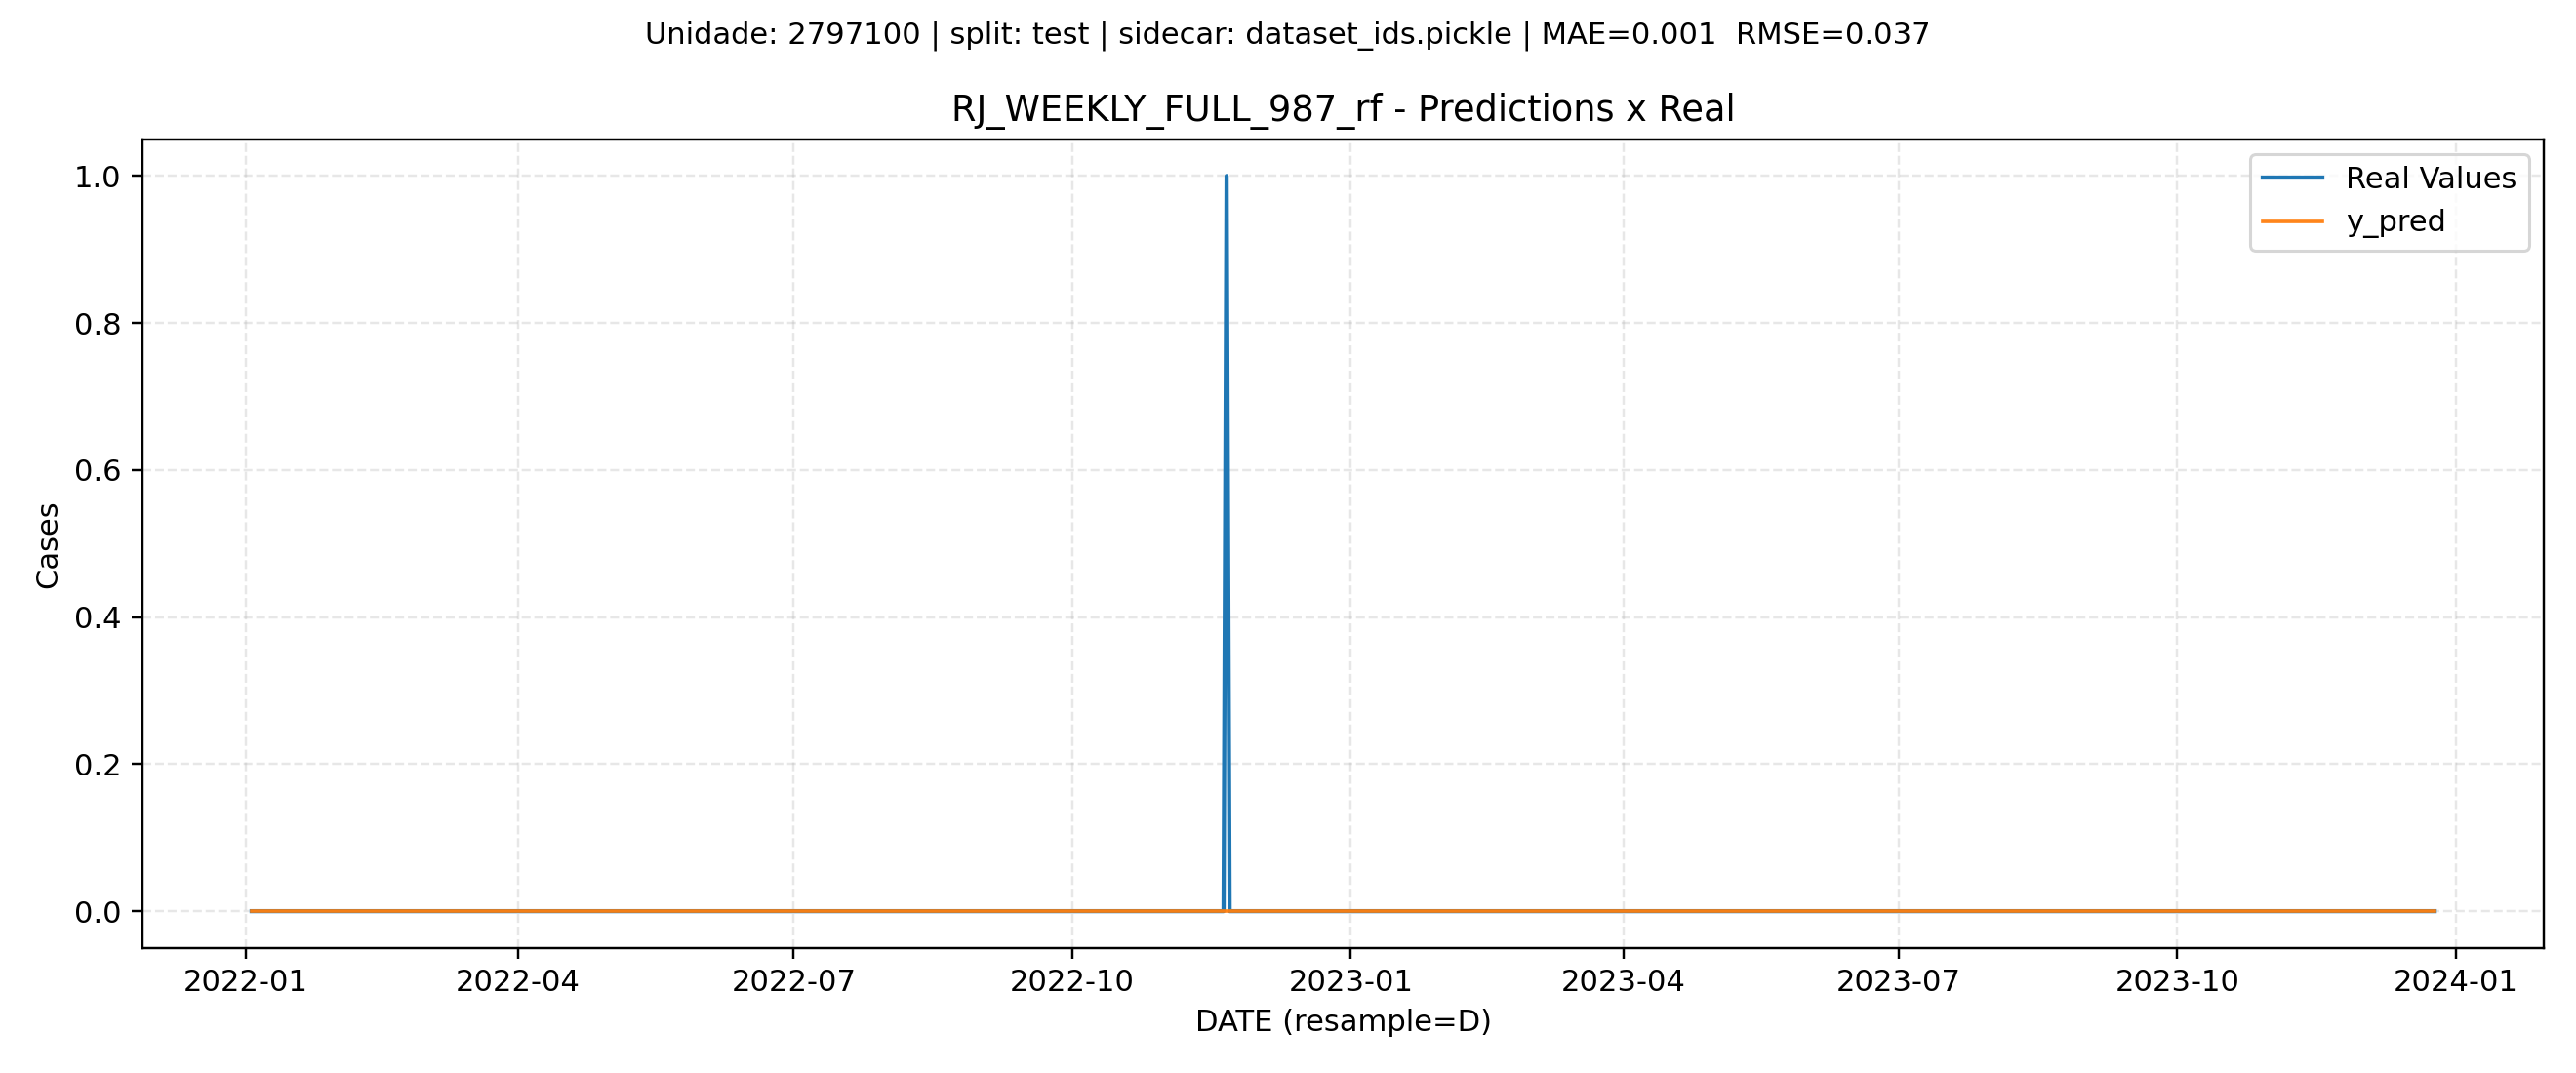 Unidade: 2797100 | split: test | sidecar: dataset_ids.pickle | MAE=0.001  RMSE=0.037
RJ_WEEKLY_FULL_987_rf - Predictions x Real
Real Values
y_pred
Cases
1.0
0.8
0.6
0.4
0.2
0.0
2022-01
2022-04
2022-07
2022-10
2023-01
2023-04
2023-07
2023-10
2024-01
DATE (resample=D)